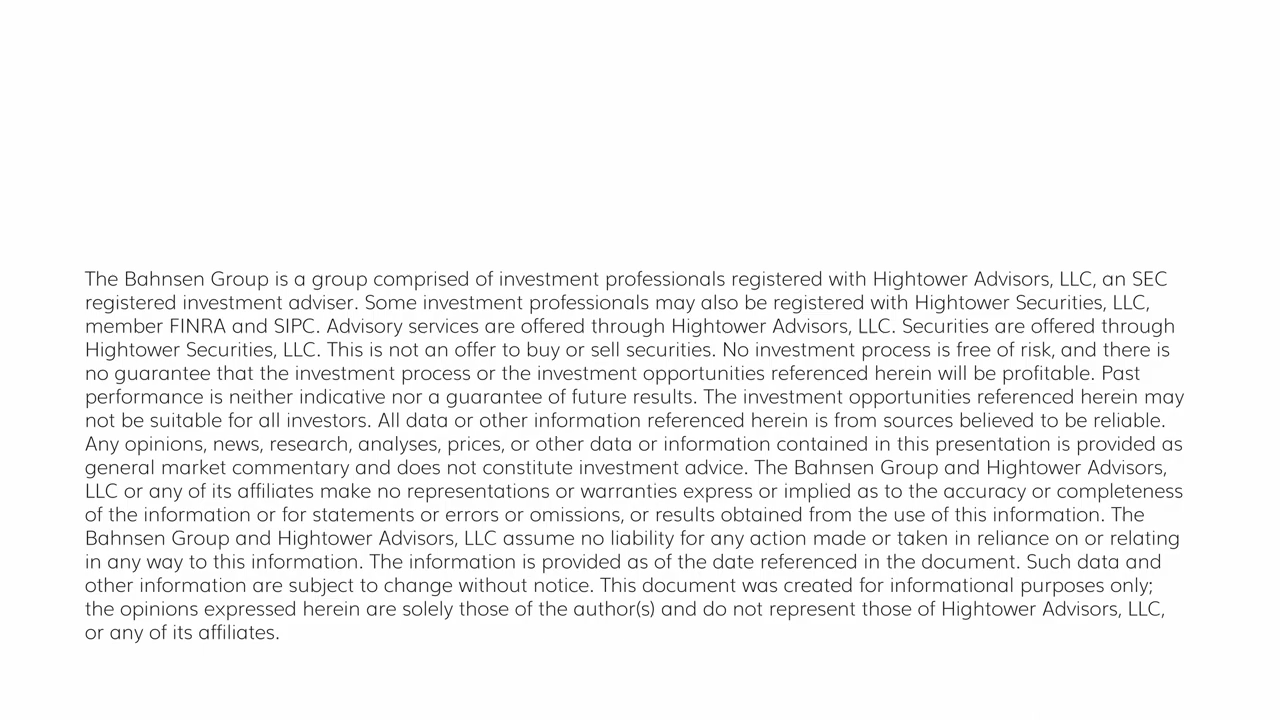 The Bahnsen Group is a group comprised of investment professionals registered with Hightower Advisors, LLC, an SEC
registered investment adviser. Some investment professionals may also be registered with Hightower Securities, LLC,
member FINRA and SIPC. Advisory services are offered through Hightower Advisors, LLC. Securities are offered through
Hightower Securities, LLC. This is not an offer to buy or sell securities. No investment process is free of risk, and there is
no guarantee that the investment process or the investment opportunities referenced herein will be profitable. Past
performance is neither indicative nor a guarantee of future results. The investment opportunities referenced herein may
not be suitable for all investors. All data or other information referenced herein is from sources believed to be reliable.
Any opinions, news, research, analyses, prices, or other data or information contained in this presentation is provided as
general market commentary and does not constitute investment advice. The Bahnsen Group and Hightower Advisors,
LLC or any of its affiliates make no representations or warranties express or implied as to the accuracy or completeness
of the information or for statements or errors or omissions, or results obtained from the use of this information. The
Bahnsen Group and Hightower Advisors, LLC assume no liability for any action made or taken in reliance on or relating
in any way to this information. The information is provided as of the date referenced in the document. Such data and
other information are subject to change without notice. This document was created for informational purposes only;
the opinions expressed herein are solely those of the author(s) and do not represent those of Hightower Advisors, LLC,
or any of its affiliates.